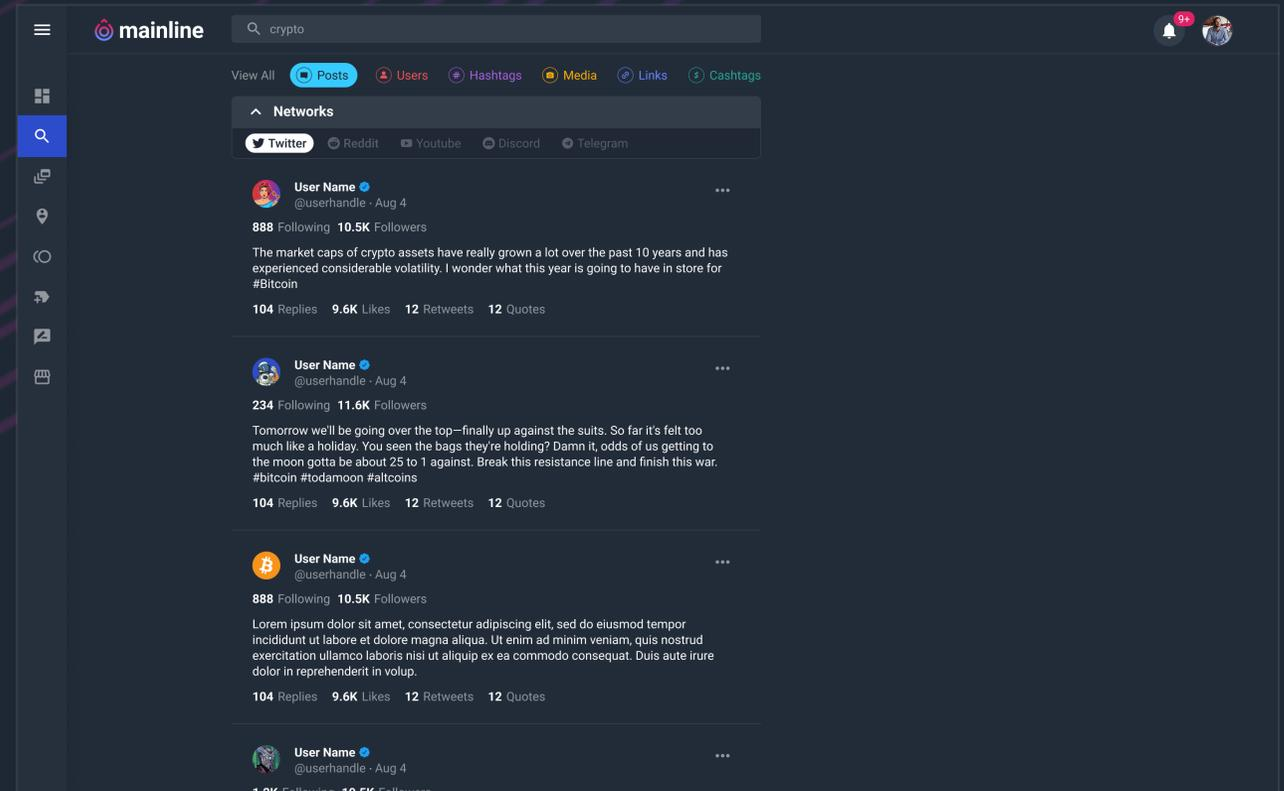 mainline
crypto
9+
View All Posts Users Hashtags Media Links Cashtags
Networks
Twitter Reddit Youtube Discord Telegram
User Name
@userhandle · Aug 4
888 Following 10.5K Followers
The market caps of crypto assets have really grown a lot over the past 10 years and has
experienced considerable volatility. I wonder what this year is going to have in store for
#Bitcoin
104 Replies 9.6K Likes 12 Retweets 12 Quotes
User Name
@userhandle · Aug 4
234 Following 11.6K Followers
Tomorrow we'll be going over the top—finally up against the suits. So far it's felt too
much like a holiday. You seen the bags they're holding? Damn it, odds of us getting to
the moon gotta be about 25 to 1 against. Break this resistance line and finish this war.
#bitcoin #todamoon #altcoins
104 Replies 9.6K Likes 12 Retweets 12 Quotes
User Name
@userhandle · Aug 4
888 Following 10.5K Followers
Lorem ipsum dolor sit amet, consectetur adipiscing elit, sed do eiusmod tempor
incididunt ut labore et dolore magna aliqua. Ut enim ad minim veniam, quis nostrud
exercitation ullamco laboris nisi ut aliquip ex ea commodo consequat. Duis aute irure
dolor in reprehenderit in volup.
104 Replies 9.6K Likes 12 Retweets 12 Quotes
User Name
@userhandle · Aug 4
Following Followers